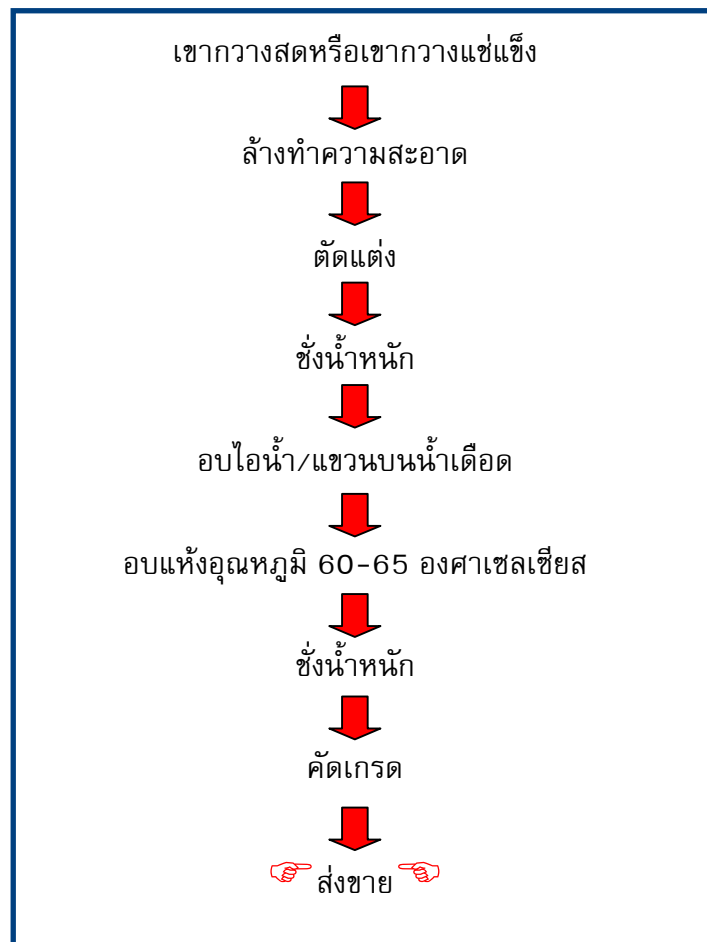 เขากวางสดหรือเขากวางแช่แข็ง
ล้างทำความสะอาด
ตัดแต่ง
ชั่งน้ำหนัก
อบไอน้ำ/แขวนบนน้ำเดือด
อบแห้งอุณหภูมิ 60-65 องศาเซลเซียส
ชั่งน้ำหนัก
คัดเกรด
ส่งขาย